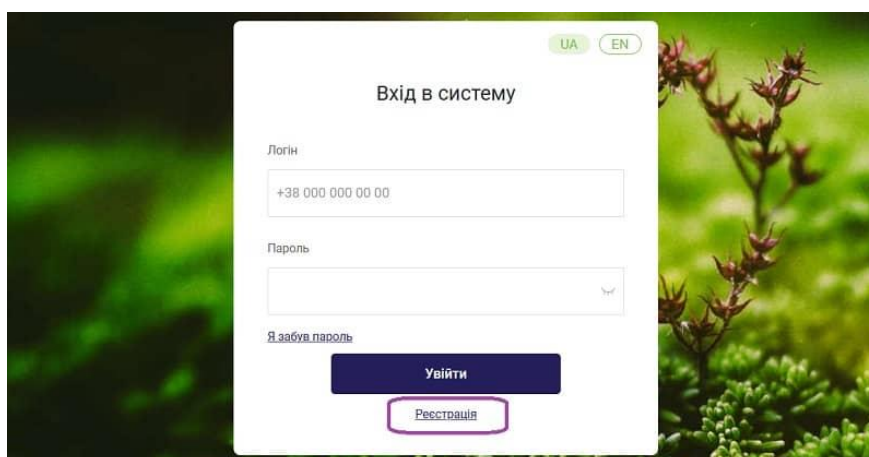 UA EN
Вхід в систему
Логін
+38 000 000 00 00
Пароль
Я забув пароль
Увійти
Реєстрація